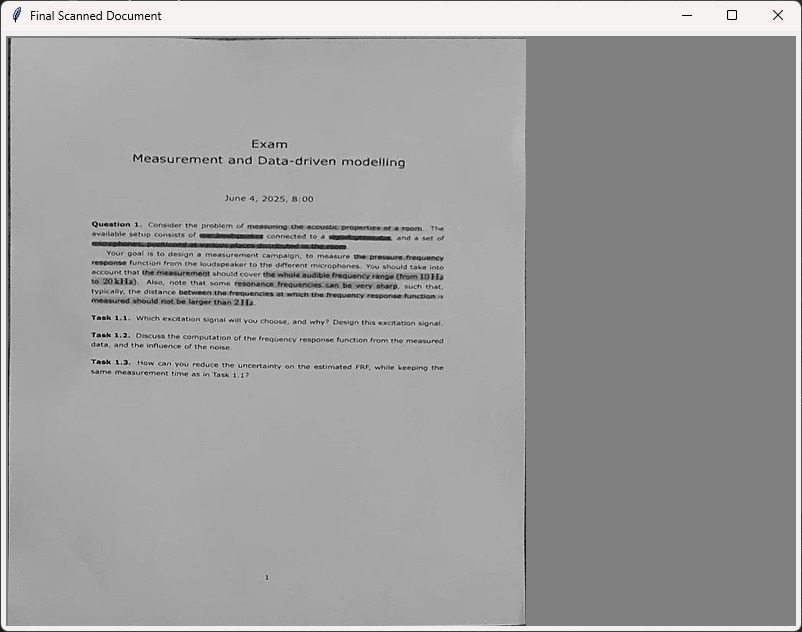 Final Scanned Document
Exam
Measurement and Data-driven modelling
June 4, 2025, 8:00
Question 1. Consider the problem of measuring the acoustic properties of a room. The
available setup consists of connected to a , and a set of
microphones, positioned at various places distributed in the room.
Your goal is to design a measurement campaign, to measure the pressure frequency
response function from the loudspeaker to the different microphones. You should take into
account that the measurement should cover the whole audible frequency range (from 10 Hz
to 20 kHz). Also, note that some resonance frequencies can be very sharp, such that,
typically, the distance between the frequencies at which the frequency response function is
measured should not be larger than 2 Hz.
Task 1.1. Which excitation signal will you choose, and why? Design this excitation signal.
Task 1.2. Discuss the computation of the frequency response function from the measured
data, and the influence of the noise.
Task 1.3. How can you reduce the uncertainty on the estimated FRF, while keeping the
same measurement time as in Task 1.1?
1